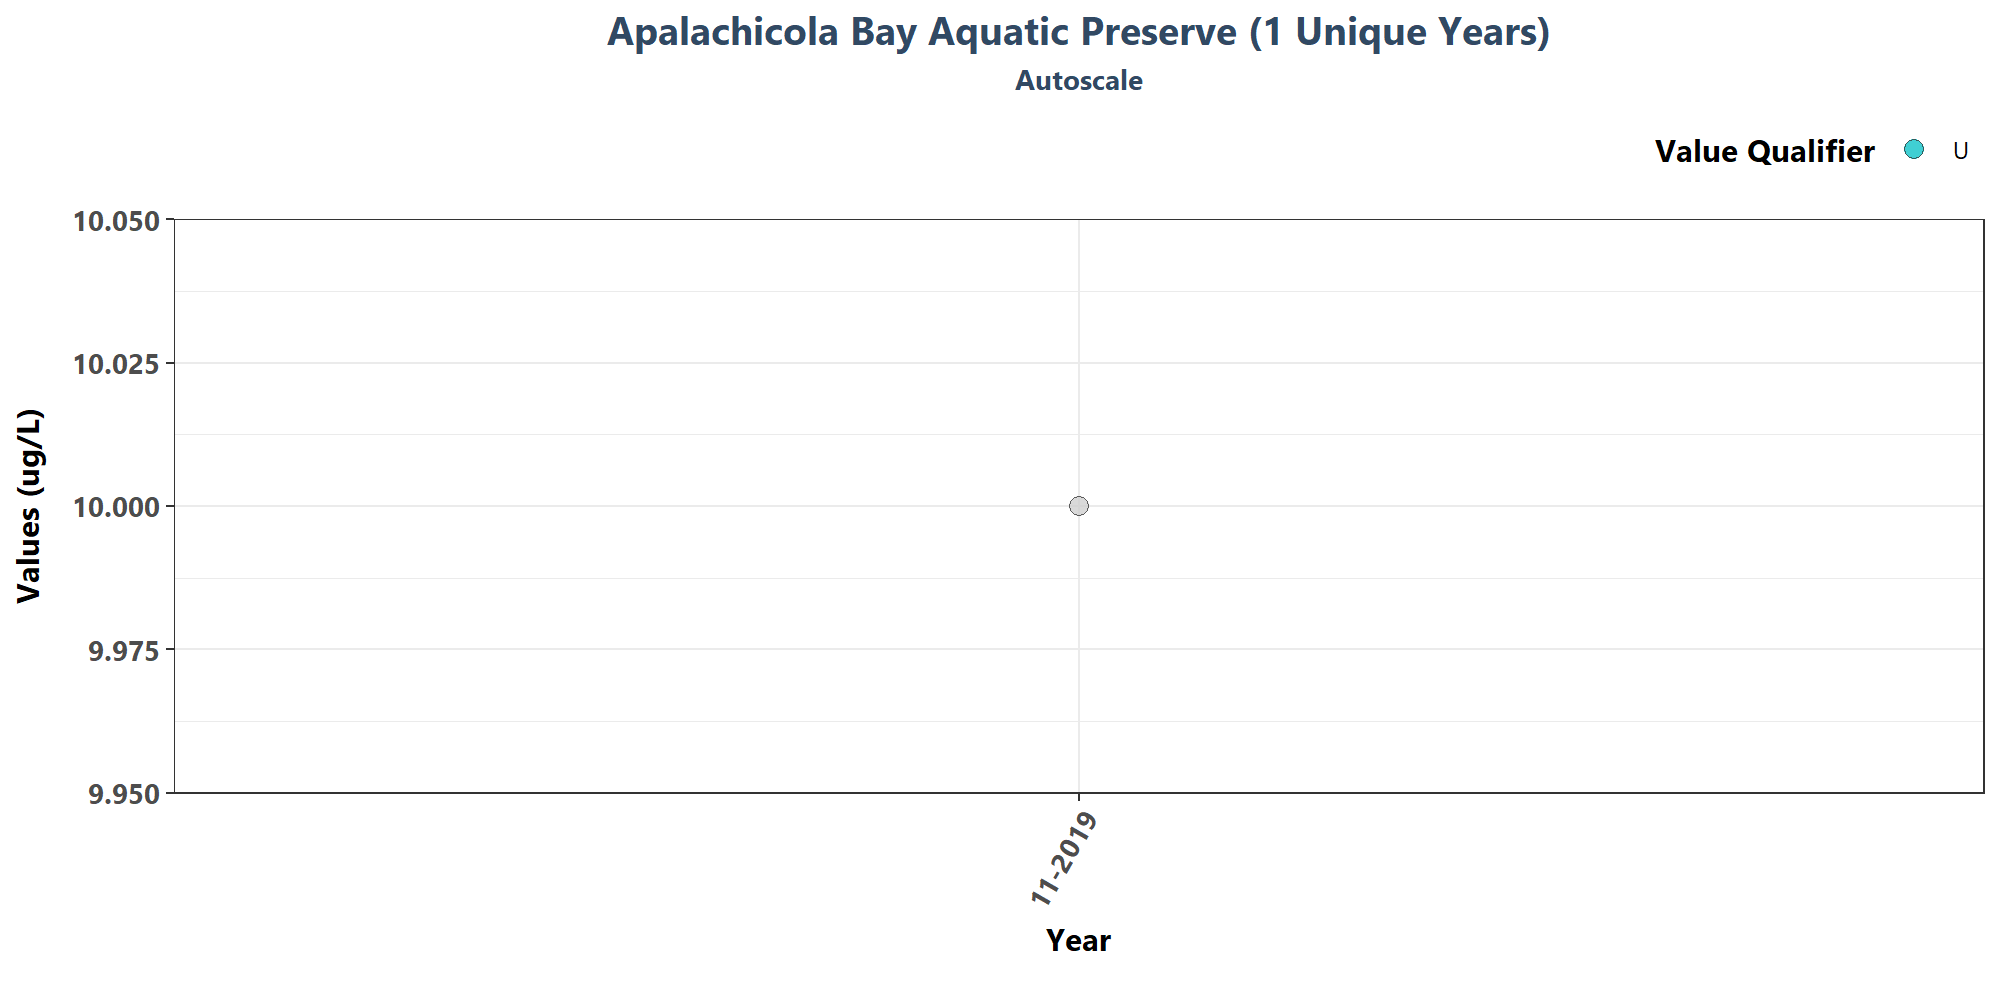 Apalachicola Bay Aquatic Preserve (1 Unique Years)
Autoscale
Value Qualifier U
10.050
10.025
10.000
9.975
9.950
Values (ug/L)
11-2019
Year